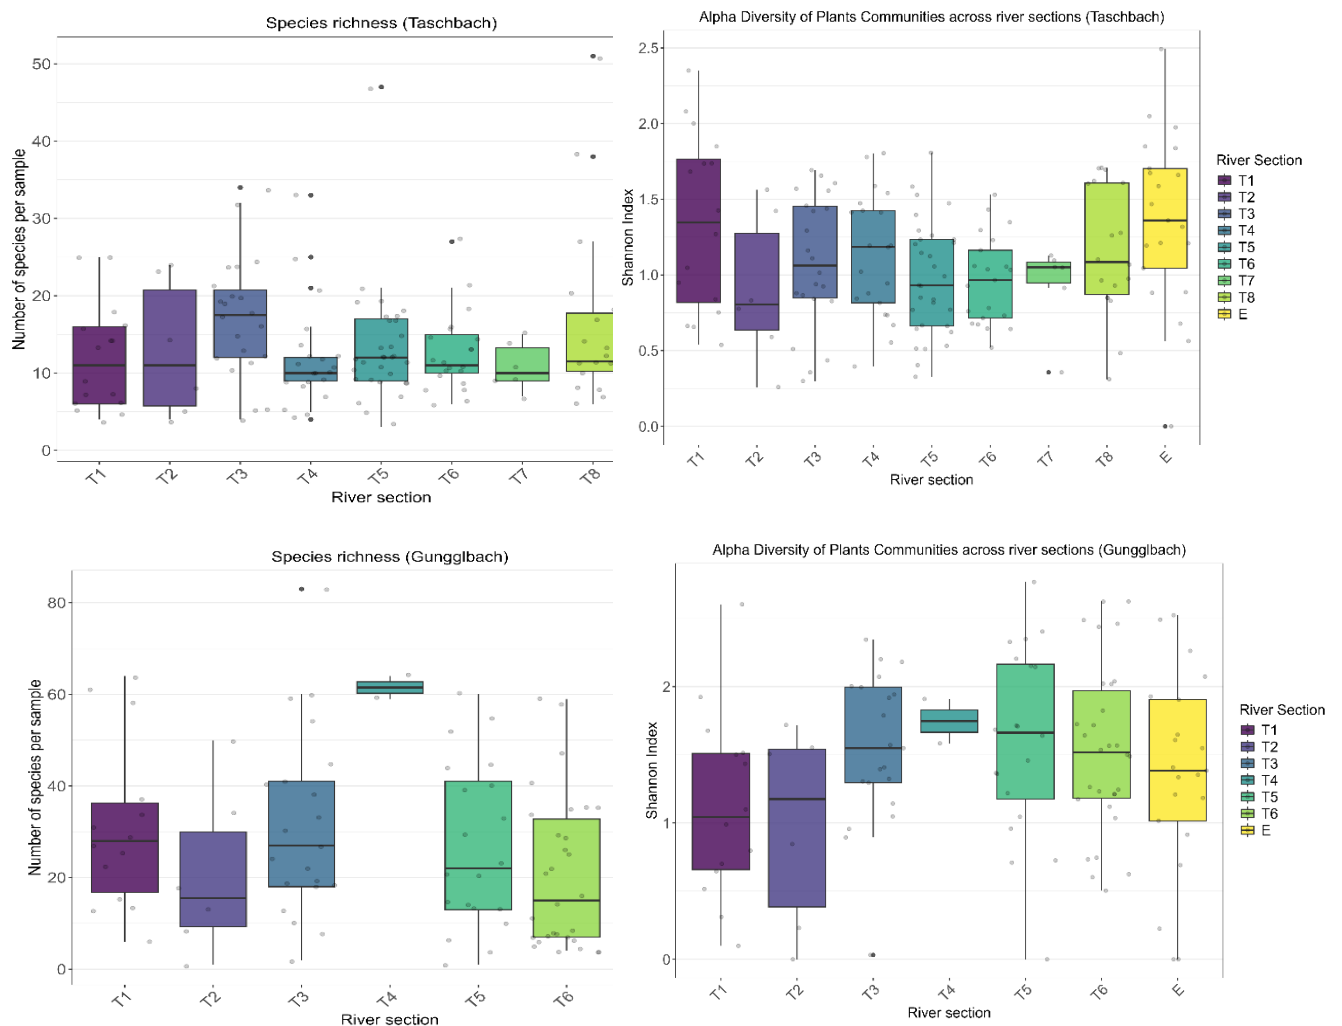 Species richness (Taschbach)
Number of species per sample
50
40
30
20
10
0
T1 T2 T3 T4 T5 T6 T7 T8
River section
Alpha Diversity of Plants Communities across river sections (Taschbach)
Shannon Index
2.5
2.0
1.5
1.0
0.5
0.0
T1 T2 T3 T4 T5 T6 T7 T8 E
River section
River Section
T1
T2
T3
T4
T5
T6
T7
T8
E
Species richness (Gungglbach)
Number of species per sample
80
60
40
20
0
T1 T2 T3 T4 T5 T6
River section
Alpha Diversity of Plants Communities across river sections (Gungglbach)
Shannon Index
2
1
0
T1 T2 T3 T4 T5 T6 E
River section
River Section
T1
T2
T3
T4
T5
T6
E